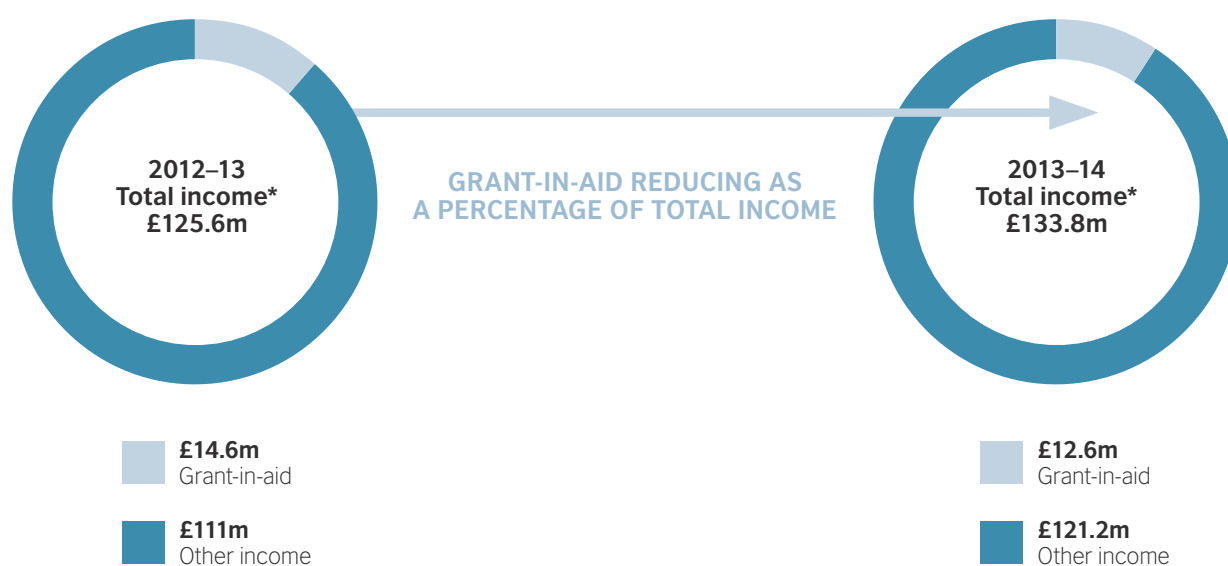 2012–13
Total income*
£125.6m
GRANT-IN-AID REDUCING AS
A PERCENTAGE OF TOTAL INCOME
2013–14
Total income*
£133.8m
£14.6m
Grant-in-aid
£111m
Other income
£12.6m
Grant-in-aid
£121.2m
Other income